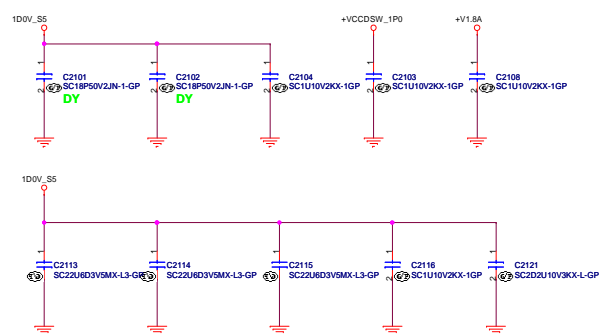 1D0V_S5
+VCCDSW_1P0
+V1.8A
1
C2101
SC18P50V2JN-1-GP
2
DY
1
C2102
SC18P50V2JN-1-GP
2
DY
1
C2104
SC1U10V2KX-1GP
2
1
C2103
SC1U10V2KX-1GP
2
1
C2108
SC1U10V2KX-1GP
2
1D0V_S5
1
C2113
SC22U6D3V5MX-L3-GP
2
1
C2114
SC22U6D3V5MX-L3-GP
2
1
C2115
SC22U6D3V5MX-L3-GP
2
1
C2116
SC1U10V2KX-1GP
2
1
C2121
SC2D2U10V3KX-L-GP
2